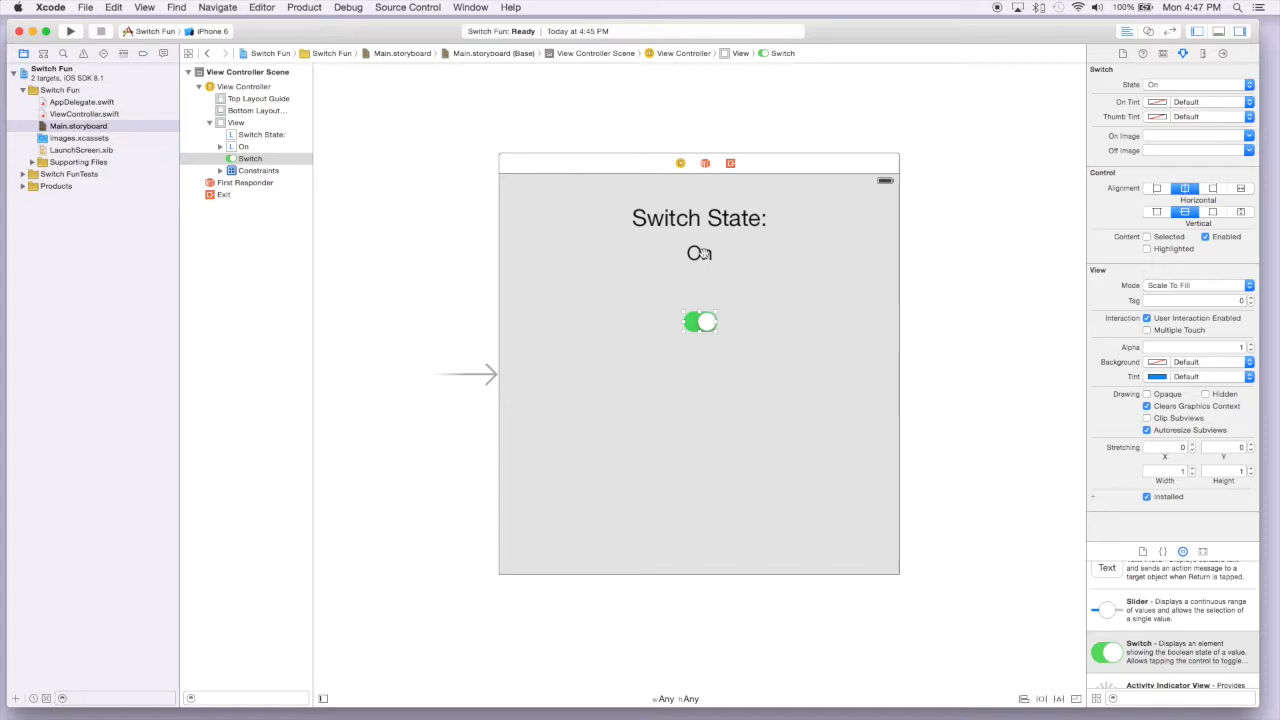 Xcode File Edit View Find Navigate Editor Product Debug Source Control Window Help 100% Mon 4:47 PM
Switch Fun iPhone 6 Switch Fun: Ready Today at 4:45 PM
Switch Fun Switch Fun Main.storyboard Main.storyboard (Base) View Controller Scene View Controller View Switch
Switch Fun
2 targets, iOS SDK 8.1
Switch Fun
AppDelegate.swift
ViewController.swift
Main.storyboard
Images.xcassets
LaunchScreen.xib
Supporting Files
Switch FunTests
Products
View Controller Scene
View Controller
Top Layout Guide
Bottom Layout...
View
L Switch State:
L On
Switch
Constraints
First Responder
Exit
Switch State:
On
wAny hAny
Switch
State On
On Tint Default
Thumb Tint Default
On Image
Off Image
Control
Alignment
Horizontal
Vertical
Content Selected Enabled
Highlighted
View
Mode Scale To Fill
Tag 0
Interaction User Interaction Enabled
Multiple Touch
Alpha 1
Background Default
Tint Default
Drawing Opaque Hidden
Clears Graphics Context
Clip Subviews
Autoresize Subviews
Stretching 0 0
X Y
1 1
Width Height
+ Installed
{ }
Text
and sends an action message to a
target object when Return is tapped.
Slider - Displays a continuous range
of values and allows the selection of
a single value.
Switch - Displays an element
showing the boolean state of a value.
Allows tapping the control to toggle...
Activity Indicator View - Provides